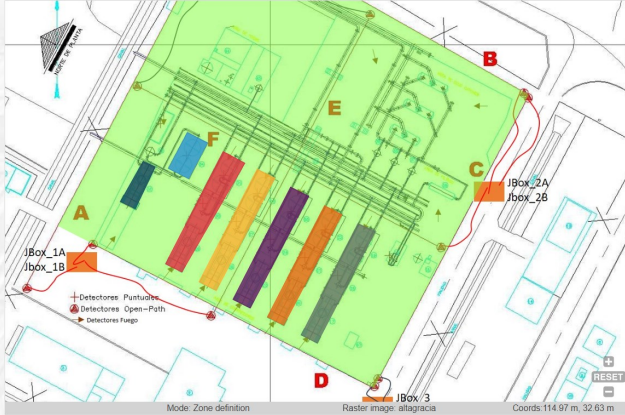 NORTE DE PLANTA
B
E
F
C
JBox_2A
Jbox_2B
A
JBox_1A
Jbox_1B
Detectores Puntuales
Detectores Open-Path
Detectores Fuego
D
JBox_3
RESET
Mode: Zone definition
Raster image: altagracia
Coords:114.97 m, 32.63 m